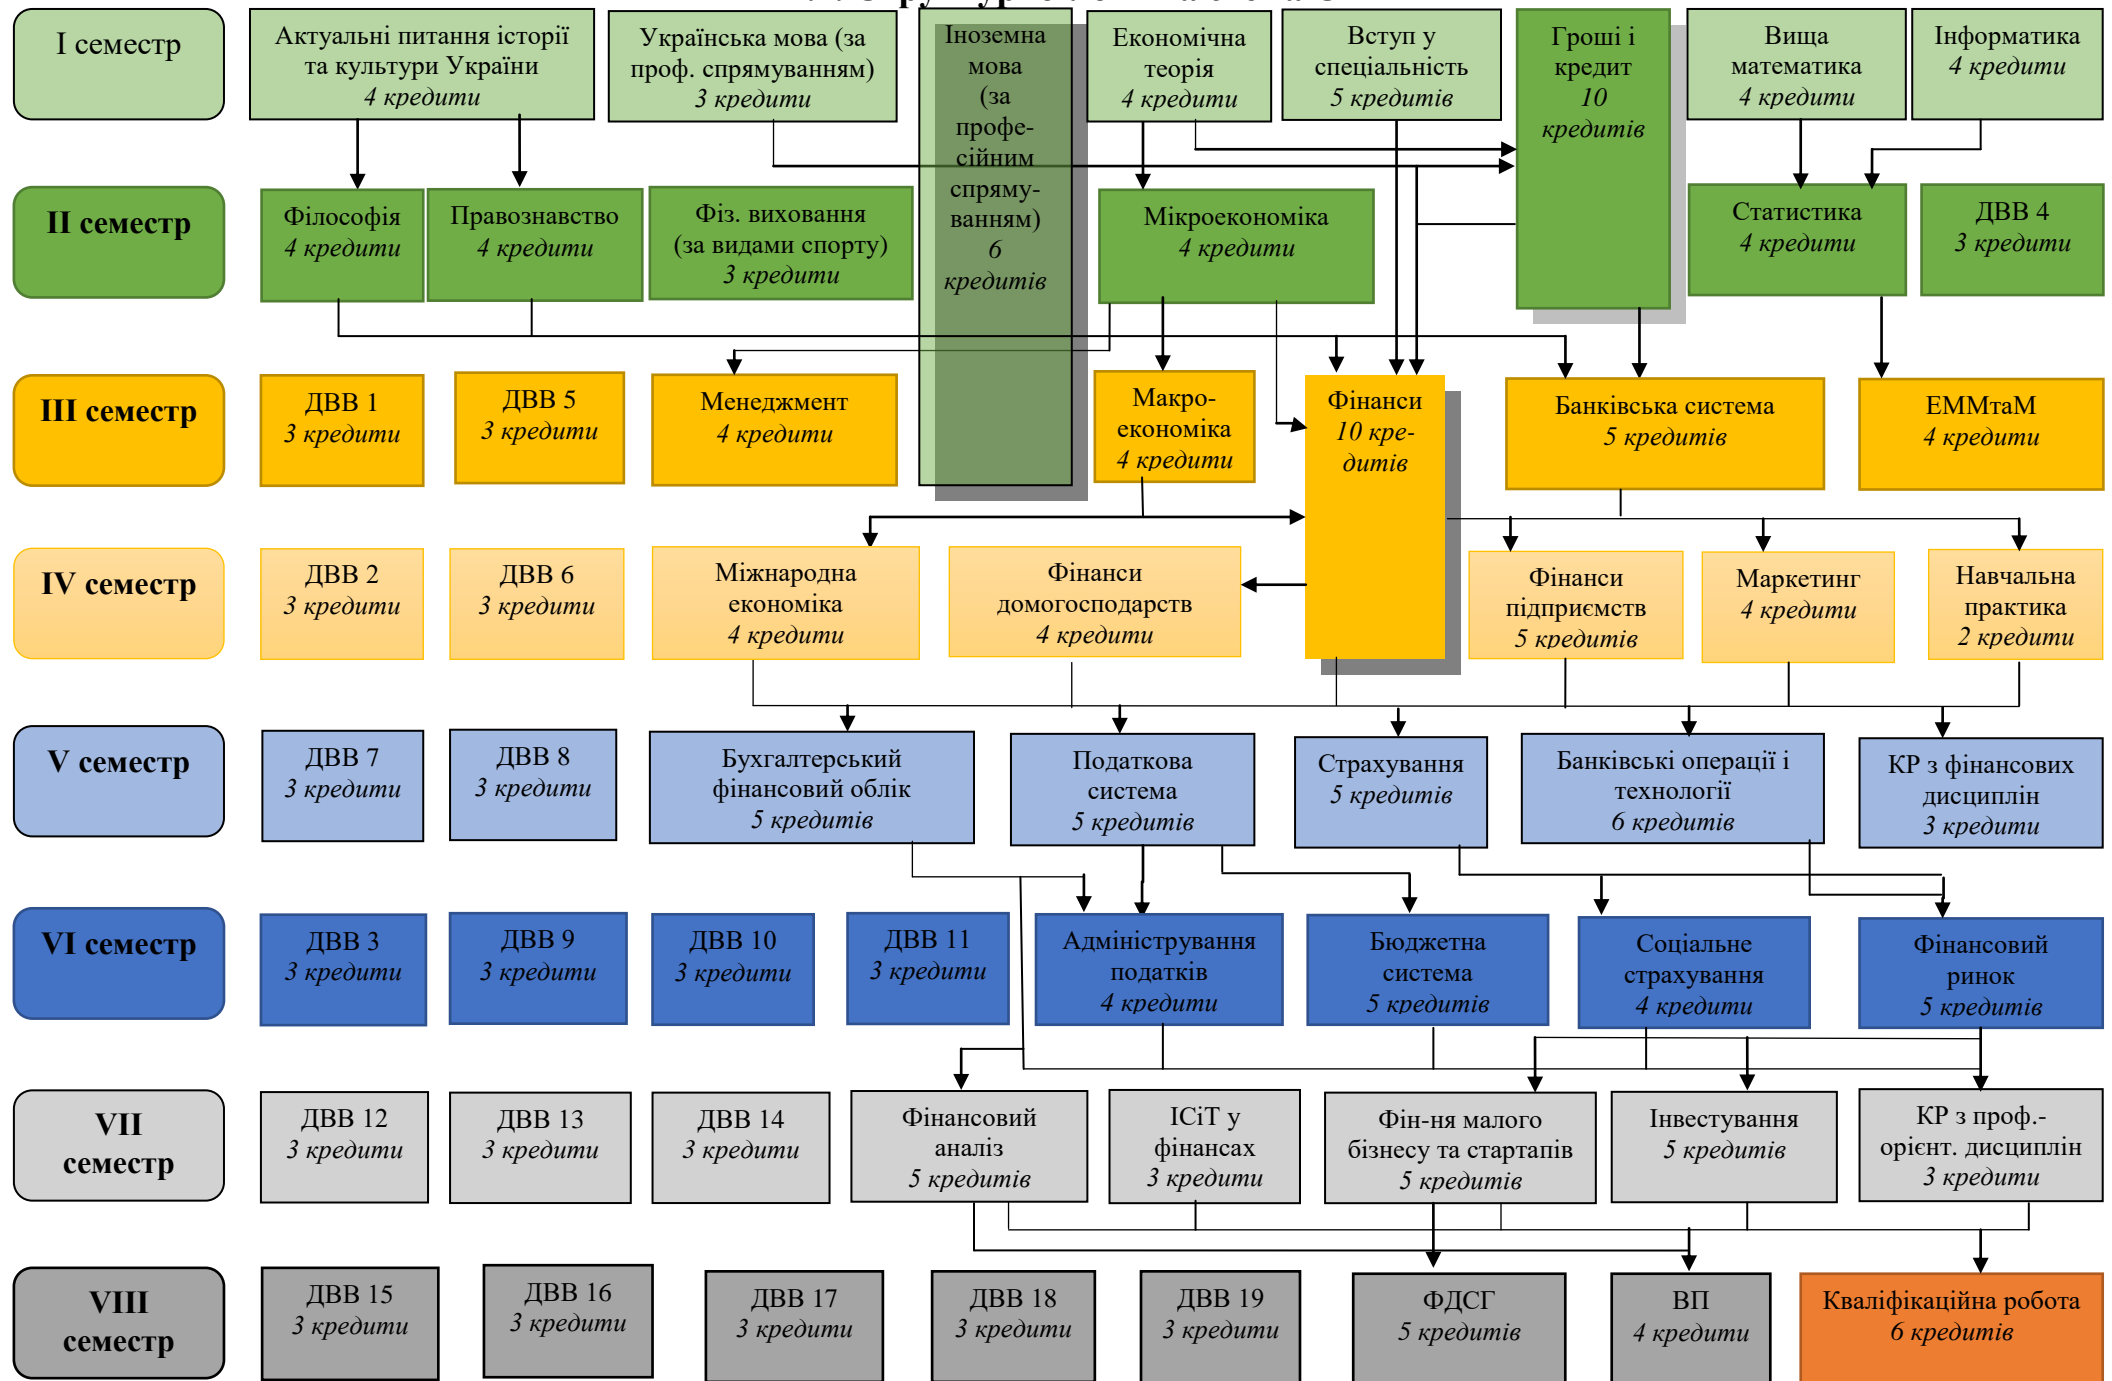 І семестр
Актуальні питання історії
та культури України
4 кредити
Українська мова (за
проф. спрямуванням)
3 кредити
Іноземна
мова
(за
профе-
сійним
спряму-
ванням)
6
кредитів
Економічна
теорія
4 кредити
Вступ у
спеціальність
5 кредитів
Гроші і
кредит
10
кредитів
Вища
математика
4 кредити
Інформатика
4 кредити
ІІ семестр
Філософія
4 кредити
Правознавство
4 кредити
Фіз. виховання
(за видами спорту)
3 кредити
Мікроекономіка
4 кредити
Статистика
4 кредити
ДВВ 4
3 кредити
ІІІ семестр
ДВВ 1
3 кредити
ДВВ 5
3 кредити
Менеджмент
4 кредити
Макро-
економіка
4 кредити
Фінанси
10 кре-
дитів
Банківська система
5 кредитів
ЕММтаМ
4 кредити
IV семестр
ДВВ 2
3 кредити
ДВВ 6
3 кредити
Міжнародна
економіка
4 кредити
Фінанси
домогосподарств
4 кредити
Фінанси
підприємств
5 кредитів
Маркетинг
4 кредити
Навчальна
практика
2 кредити
V семестр
ДВВ 7
3 кредити
ДВВ 8
3 кредити
Бухгалтерський
фінансовий облік
5 кредитів
Податкова
система
5 кредитів
Страхування
5 кредитів
Банківські операції і
технології
6 кредитів
КР з фінансових
дисциплін
3 кредити
VI семестр
ДВВ 3
3 кредити
ДВВ 9
3 кредити
ДВВ 10
3 кредити
ДВВ 11
3 кредити
Адміністрування
податків
4 кредити
Бюджетна
система
5 кредитів
Соціальне
страхування
4 кредити
Фінансовий
ринок
5 кредитів
VII
семестр
ДВВ 12
3 кредити
ДВВ 13
3 кредити
ДВВ 14
3 кредити
Фінансовий
аналіз
5 кредитів
ІСіТ у
фінансах
3 кредити
Фін-ня малого
бізнесу та стартапів
5 кредитів
Інвестування
5 кредитів
КР з проф.-
орієнт. дисциплін
3 кредити
VIII
семестр
ДВВ 15
3 кредити
ДВВ 16
3 кредити
ДВВ 17
3 кредити
ДВВ 18
3 кредити
ДВВ 19
3 кредити
ФДСГ
5 кредитів
ВП
4 кредити
Кваліфікаційна робота
6 кредитів